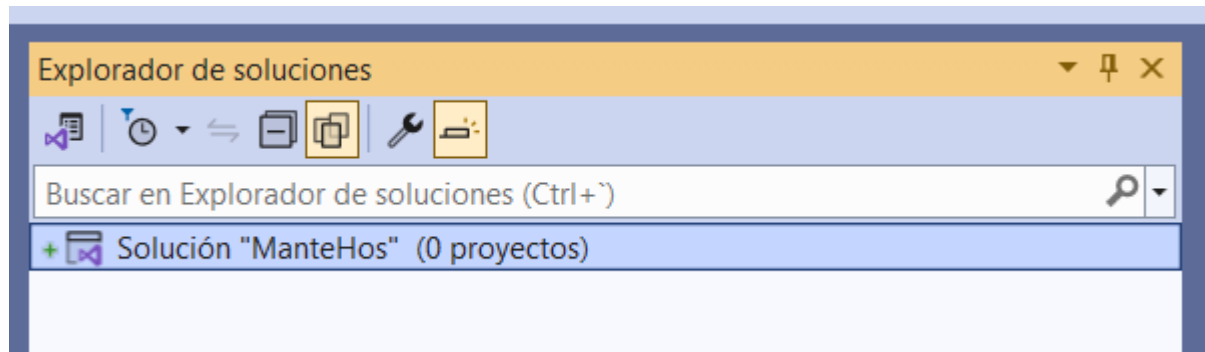 Explorador de soluciones
Buscar en Explorador de soluciones (Ctrl+`)
Solución "ManteHos" (0 proyectos)